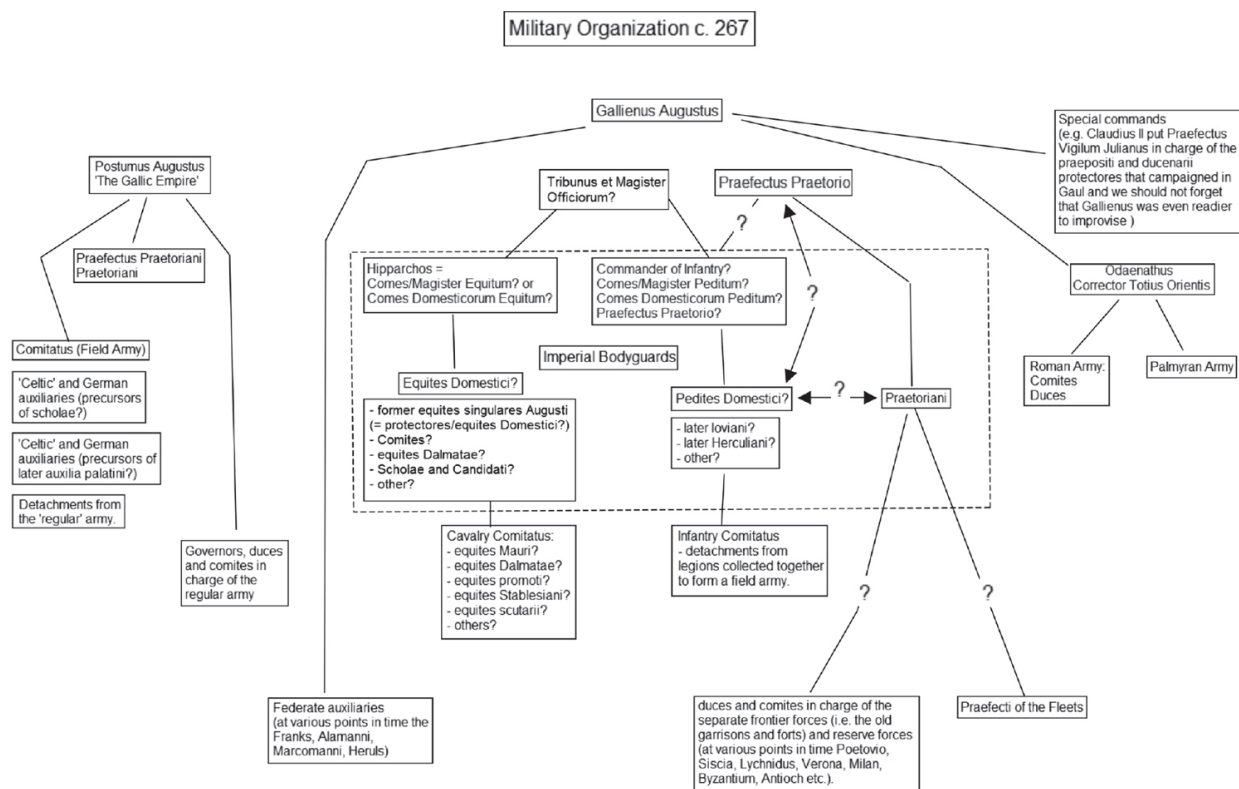 Military Organization c. 267
Gallienus Augustus
Special commands
(e.g. Claudius II put Praefectus
Vigilum Julianus in charge of the
praepositi and ducenarii
protectores that campaigned in
Gaul and we should not forget
that Gallienus was even readier
to improvise )
Postumus Augustus
'The Gallic Empire'
Tribunus et Magister
Officiorum?
Praefectus Praetorio
?
Praefectus Praetoriani
Praetoriani
Hipparchos =
Comes/Magister Equitum? or
Comes Domesticorum Equitum?
Commander of Infantry?
Comes/Magister Peditum?
Comes Domesticorum Peditum?
Praefectus Praetorio?
?
Odaenathus
Corrector Totius Orientis
Comitatus (Field Army)
Imperial Bodyguards
Roman Army:
Comites
Duces
Palmyran Army
'Celtic' and German
auxiliaries (precursors
of scholae?)
Equites Domestici?
Pedites Domestici?
?
Praetoriani
- former equites singulares Augusti
(= protectores/equites Domestici?)
- Comites?
- equites Dalmatae?
- Scholae and Candidati?
- other?
- later Ioviani?
- later Herculiani?
- other?
'Celtic' and German
auxiliaries (precursors of
later auxilia palatini?)
Detachments from
the 'regular' army.
Governors, duces
and comites in
charge of the
regular army
Cavalry Comitatus:
- equites Mauri?
- equites Dalmatae?
- equites promoti?
- equites Stablesiani?
- equites scutarii?
- others?
Infantry Comitatus
- detachments from
legions collected together
to form a field army.
?
?
Federate auxiliaries
(at various points in time the
Franks, Alamanni,
Marcomanni, Heruls)
duces and comites in charge of the
separate frontier forces (i.e. the old
garrisons and forts) and reserve forces
(at various points in time Poetovio,
Siscia, Lychnidus, Verona, Milan,
Byzantium, Antioch etc.).
Praefecti of the Fleets